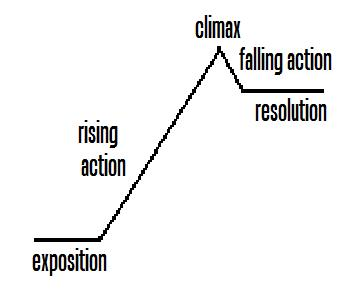 climax
falling action
resolution
rising
action
exposition